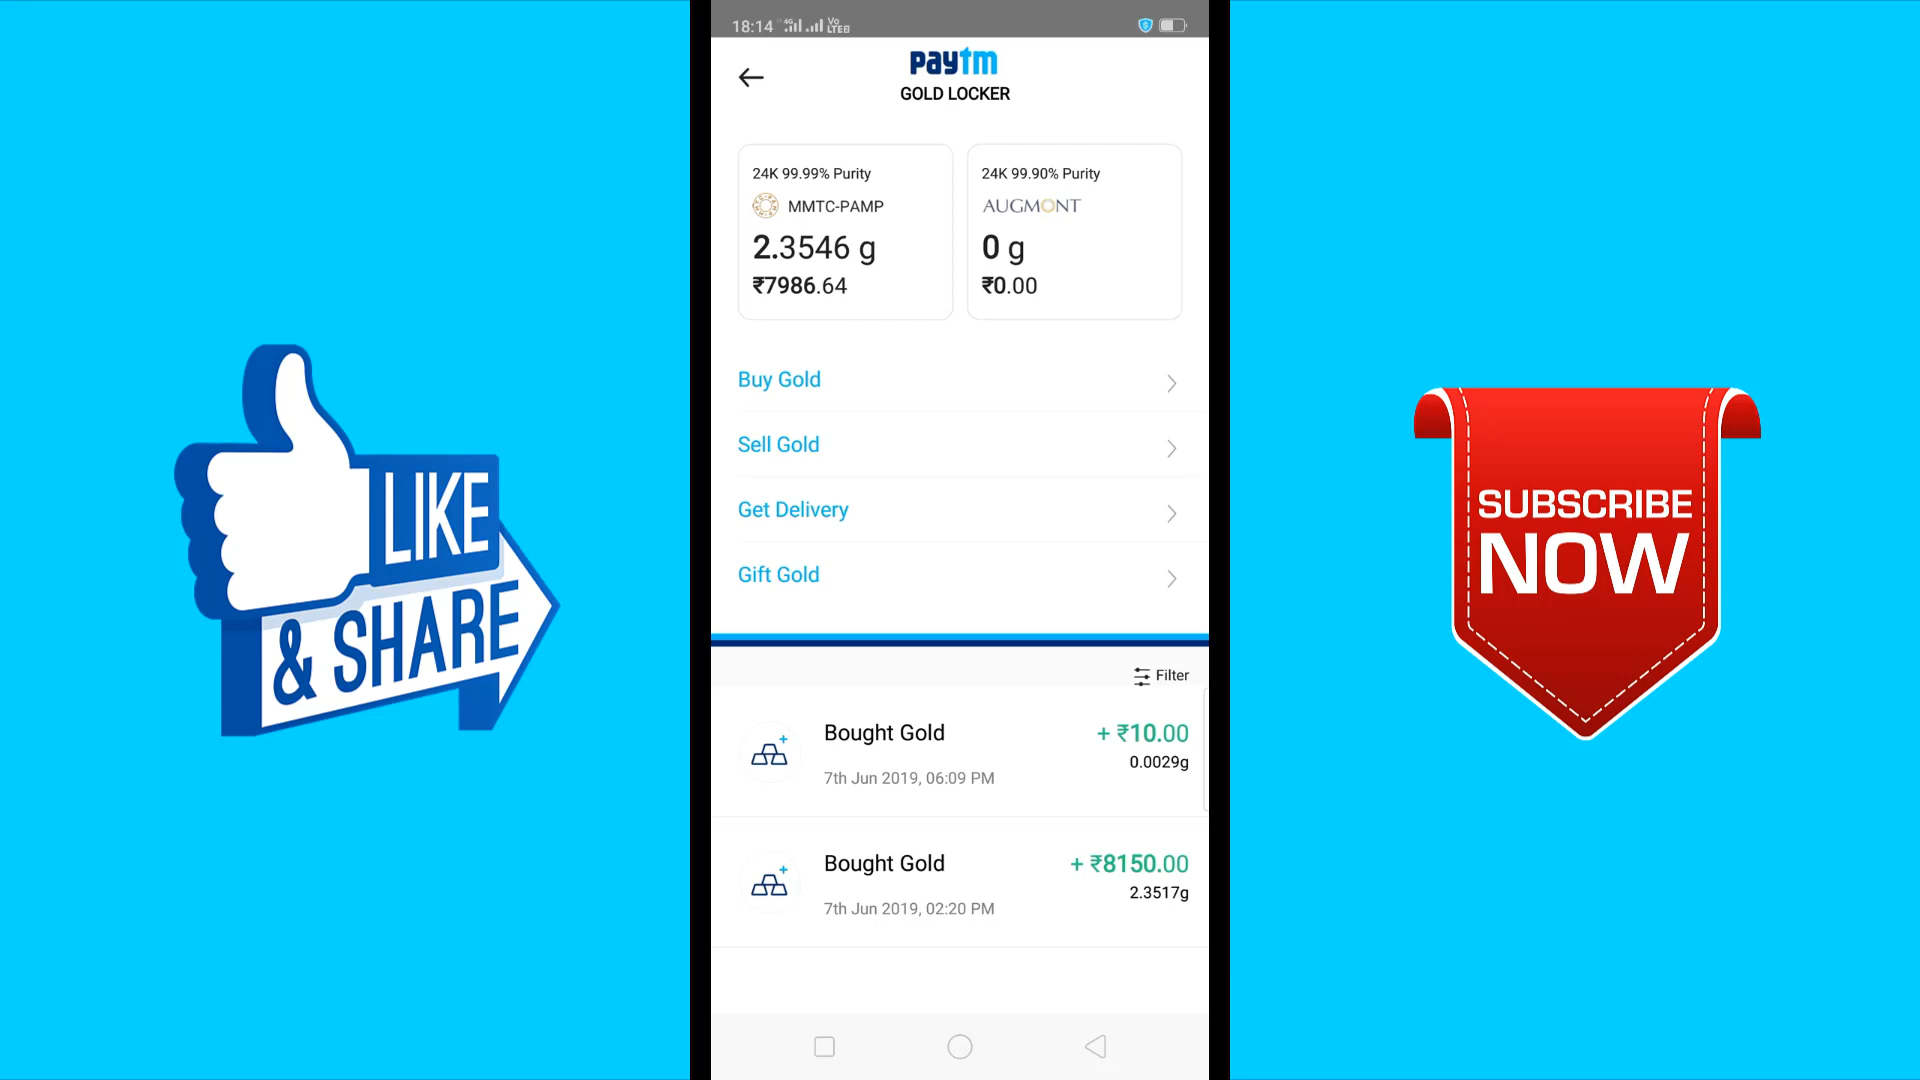 18:14 4G Vo LTE
paytm
GOLD LOCKER
24K 99.99% Purity
MMTC-PAMP
2.3546 g
₹7986.64
24K 99.90% Purity
AUGMONT
0 g
₹0.00
Buy Gold
Sell Gold
Get Delivery
Gift Gold
Filter
Bought Gold + ₹10.00
0.0029g
7th Jun 2019, 06:09 PM
Bought Gold + ₹8150.00
2.3517g
7th Jun 2019, 02:20 PM
LIKE
& SHARE
SUBSCRIBE
NOW